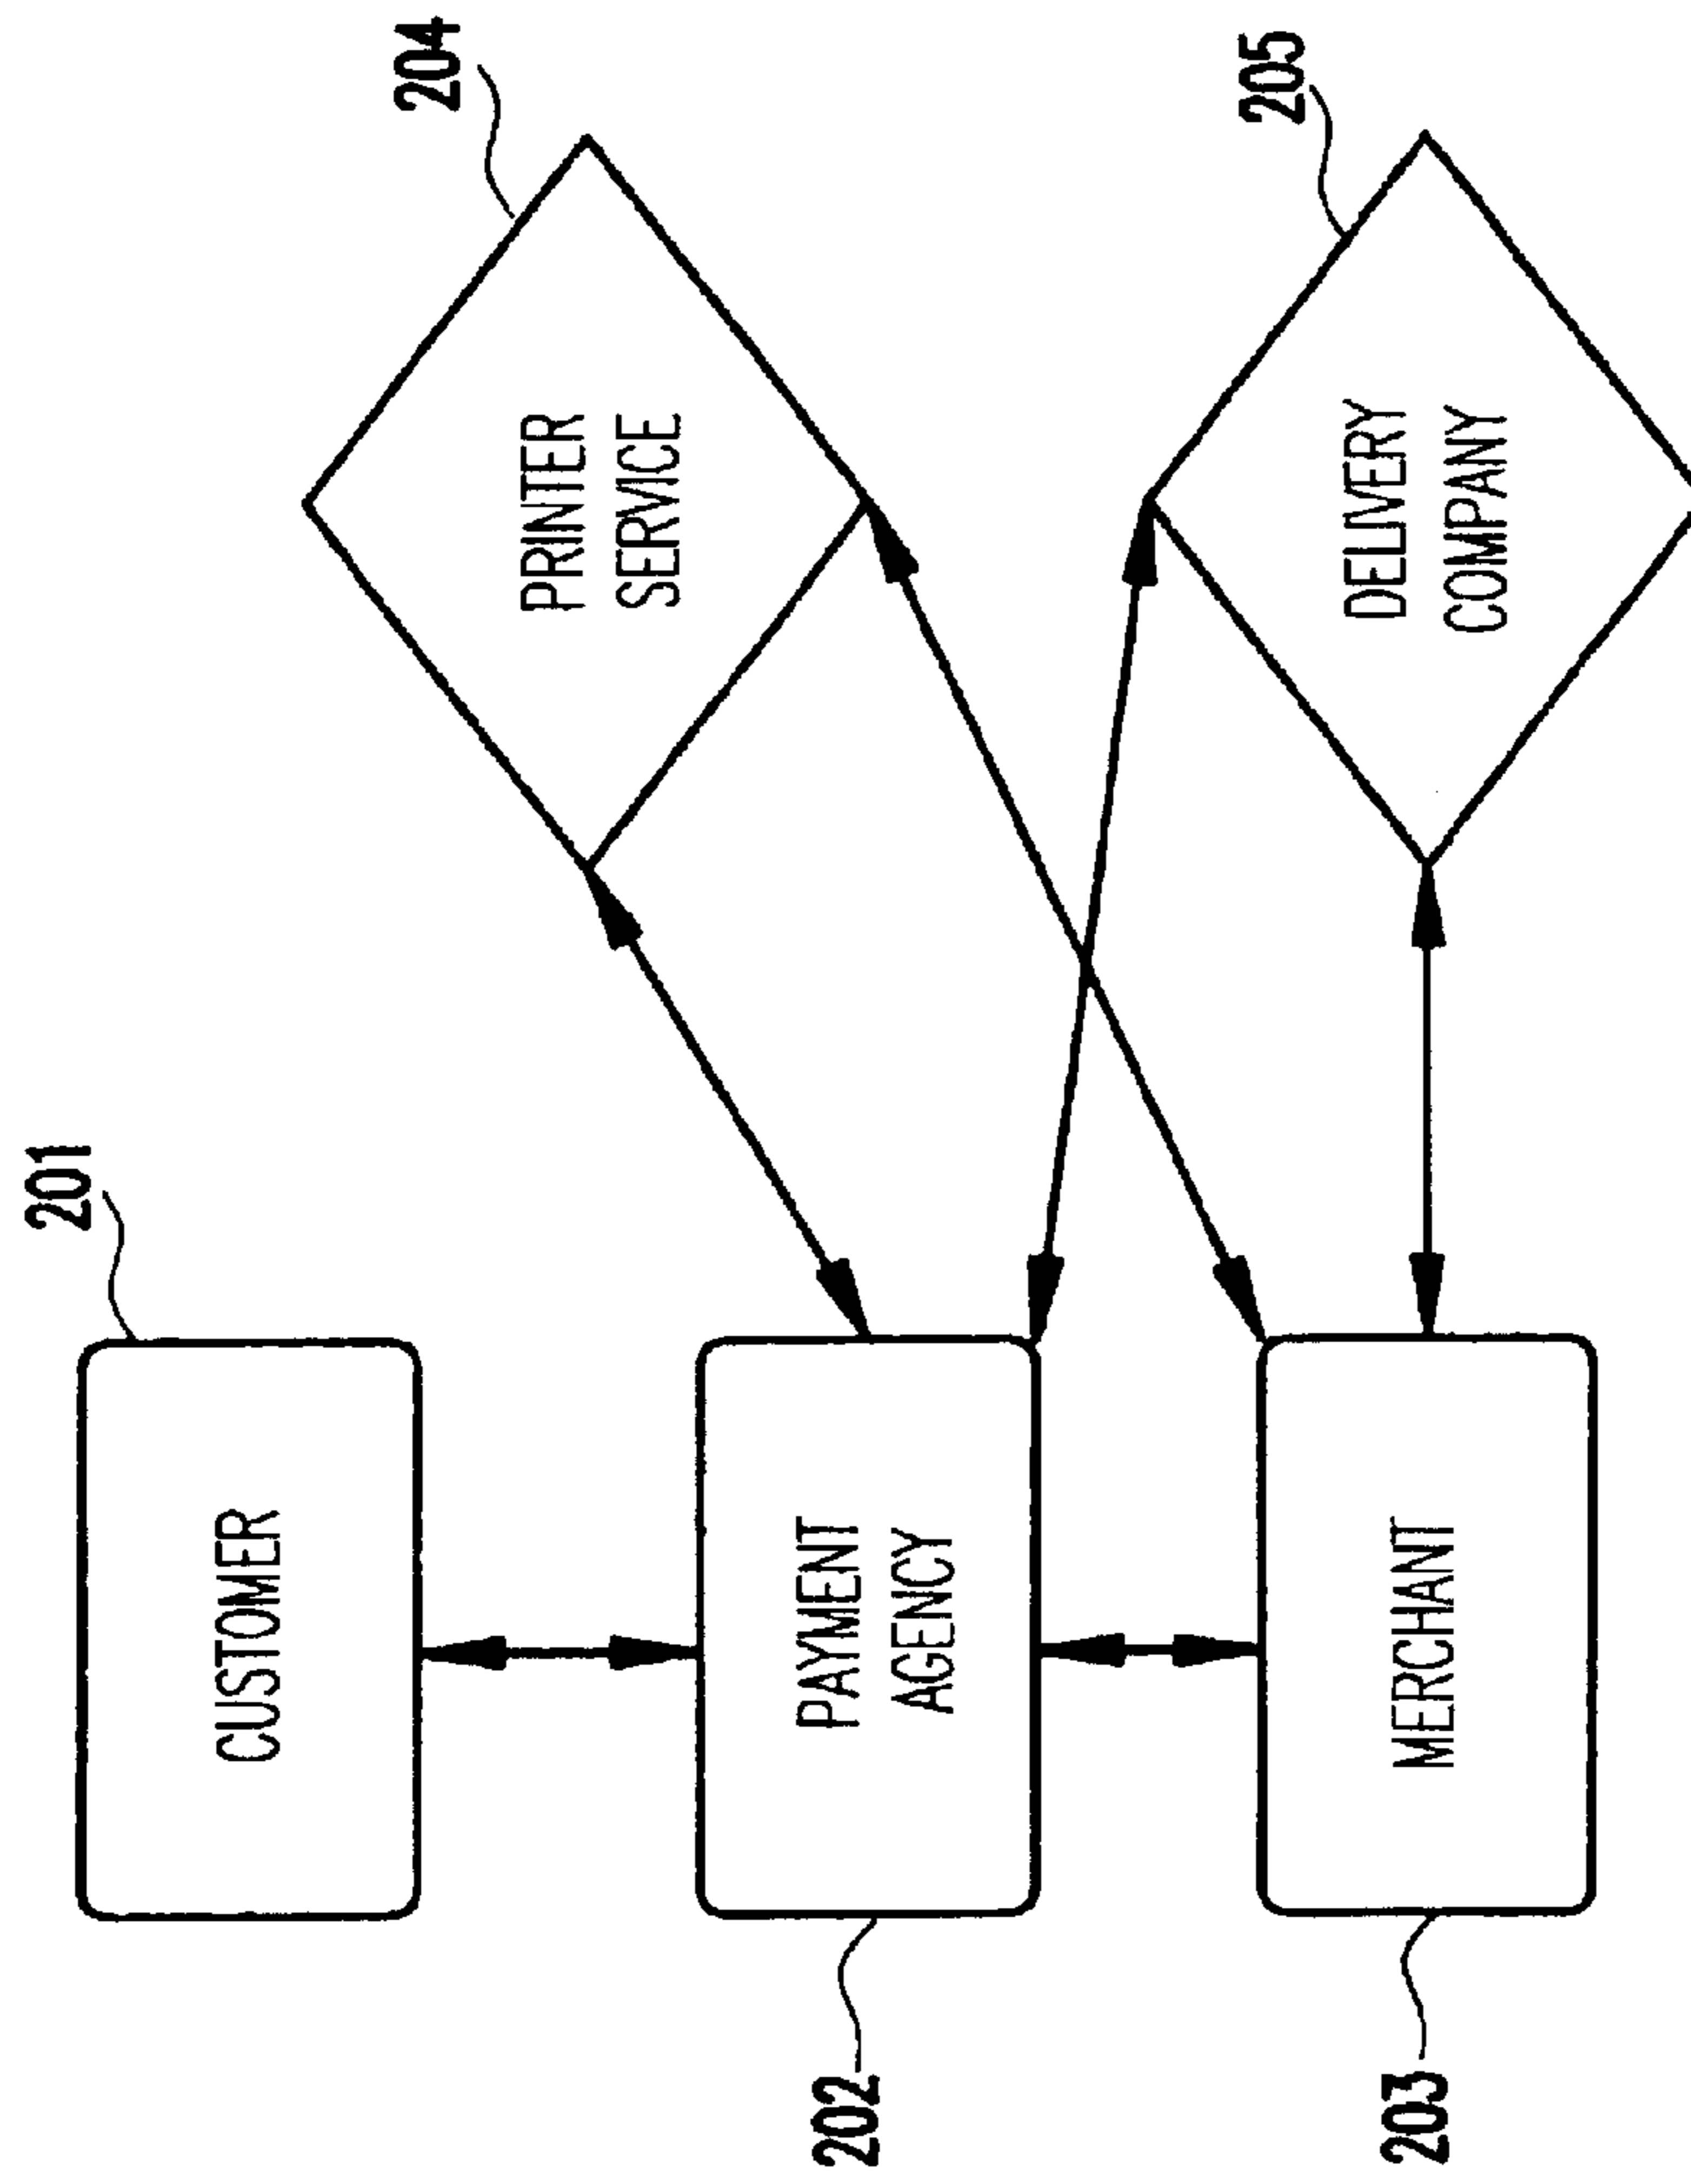 201
CUSTOMER
202
PAYMENT
AGENCY
203
MERCHANT
204
PRINTER
SERVICE
205
DELIVERY
COMPANY